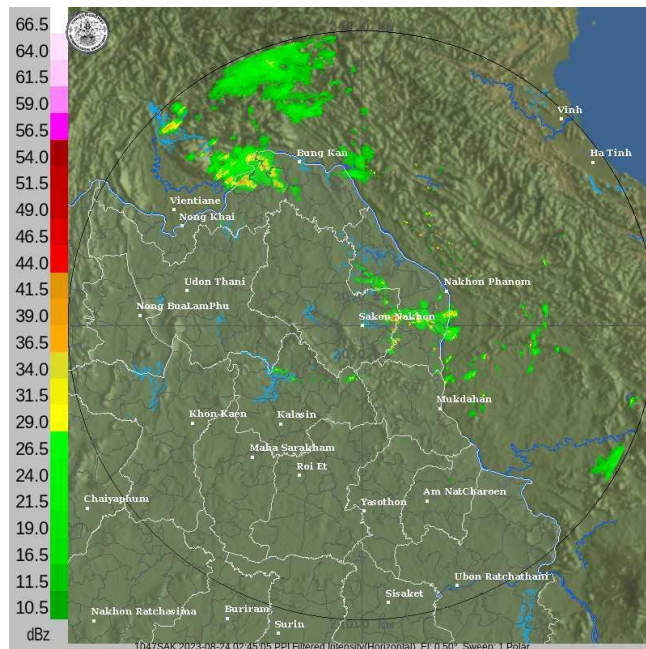 66.5
64.0
61.5
59.0
56.5
54.0
51.5
49.0
46.5
44.0
41.5
39.0
36.5
34.0
31.5
29.0
26.5
24.0
21.5
19.0
16.5
11.5
10.5
dBz
Vinh
Ha Tinh
Bung Kan
Vientiane
Nong Khai
Udon Thani
Nakhon Phanom
Nong BuaLamPhu
Sakon Nakhon
Mukdahan
Khon Kaen
Kalasin
Maha Sarakham
Roi Et
Am NatCharoen
Chaiyaphum
Yasothon
Ubon Ratchathani
Sisaket
Nakhon Ratchasima
Buriram
Surin
1047SAK 2023-08-24 02:45:05 PPI Filtered Intensity(Horizontal) El: 0.50° Sweep: 1 Polar